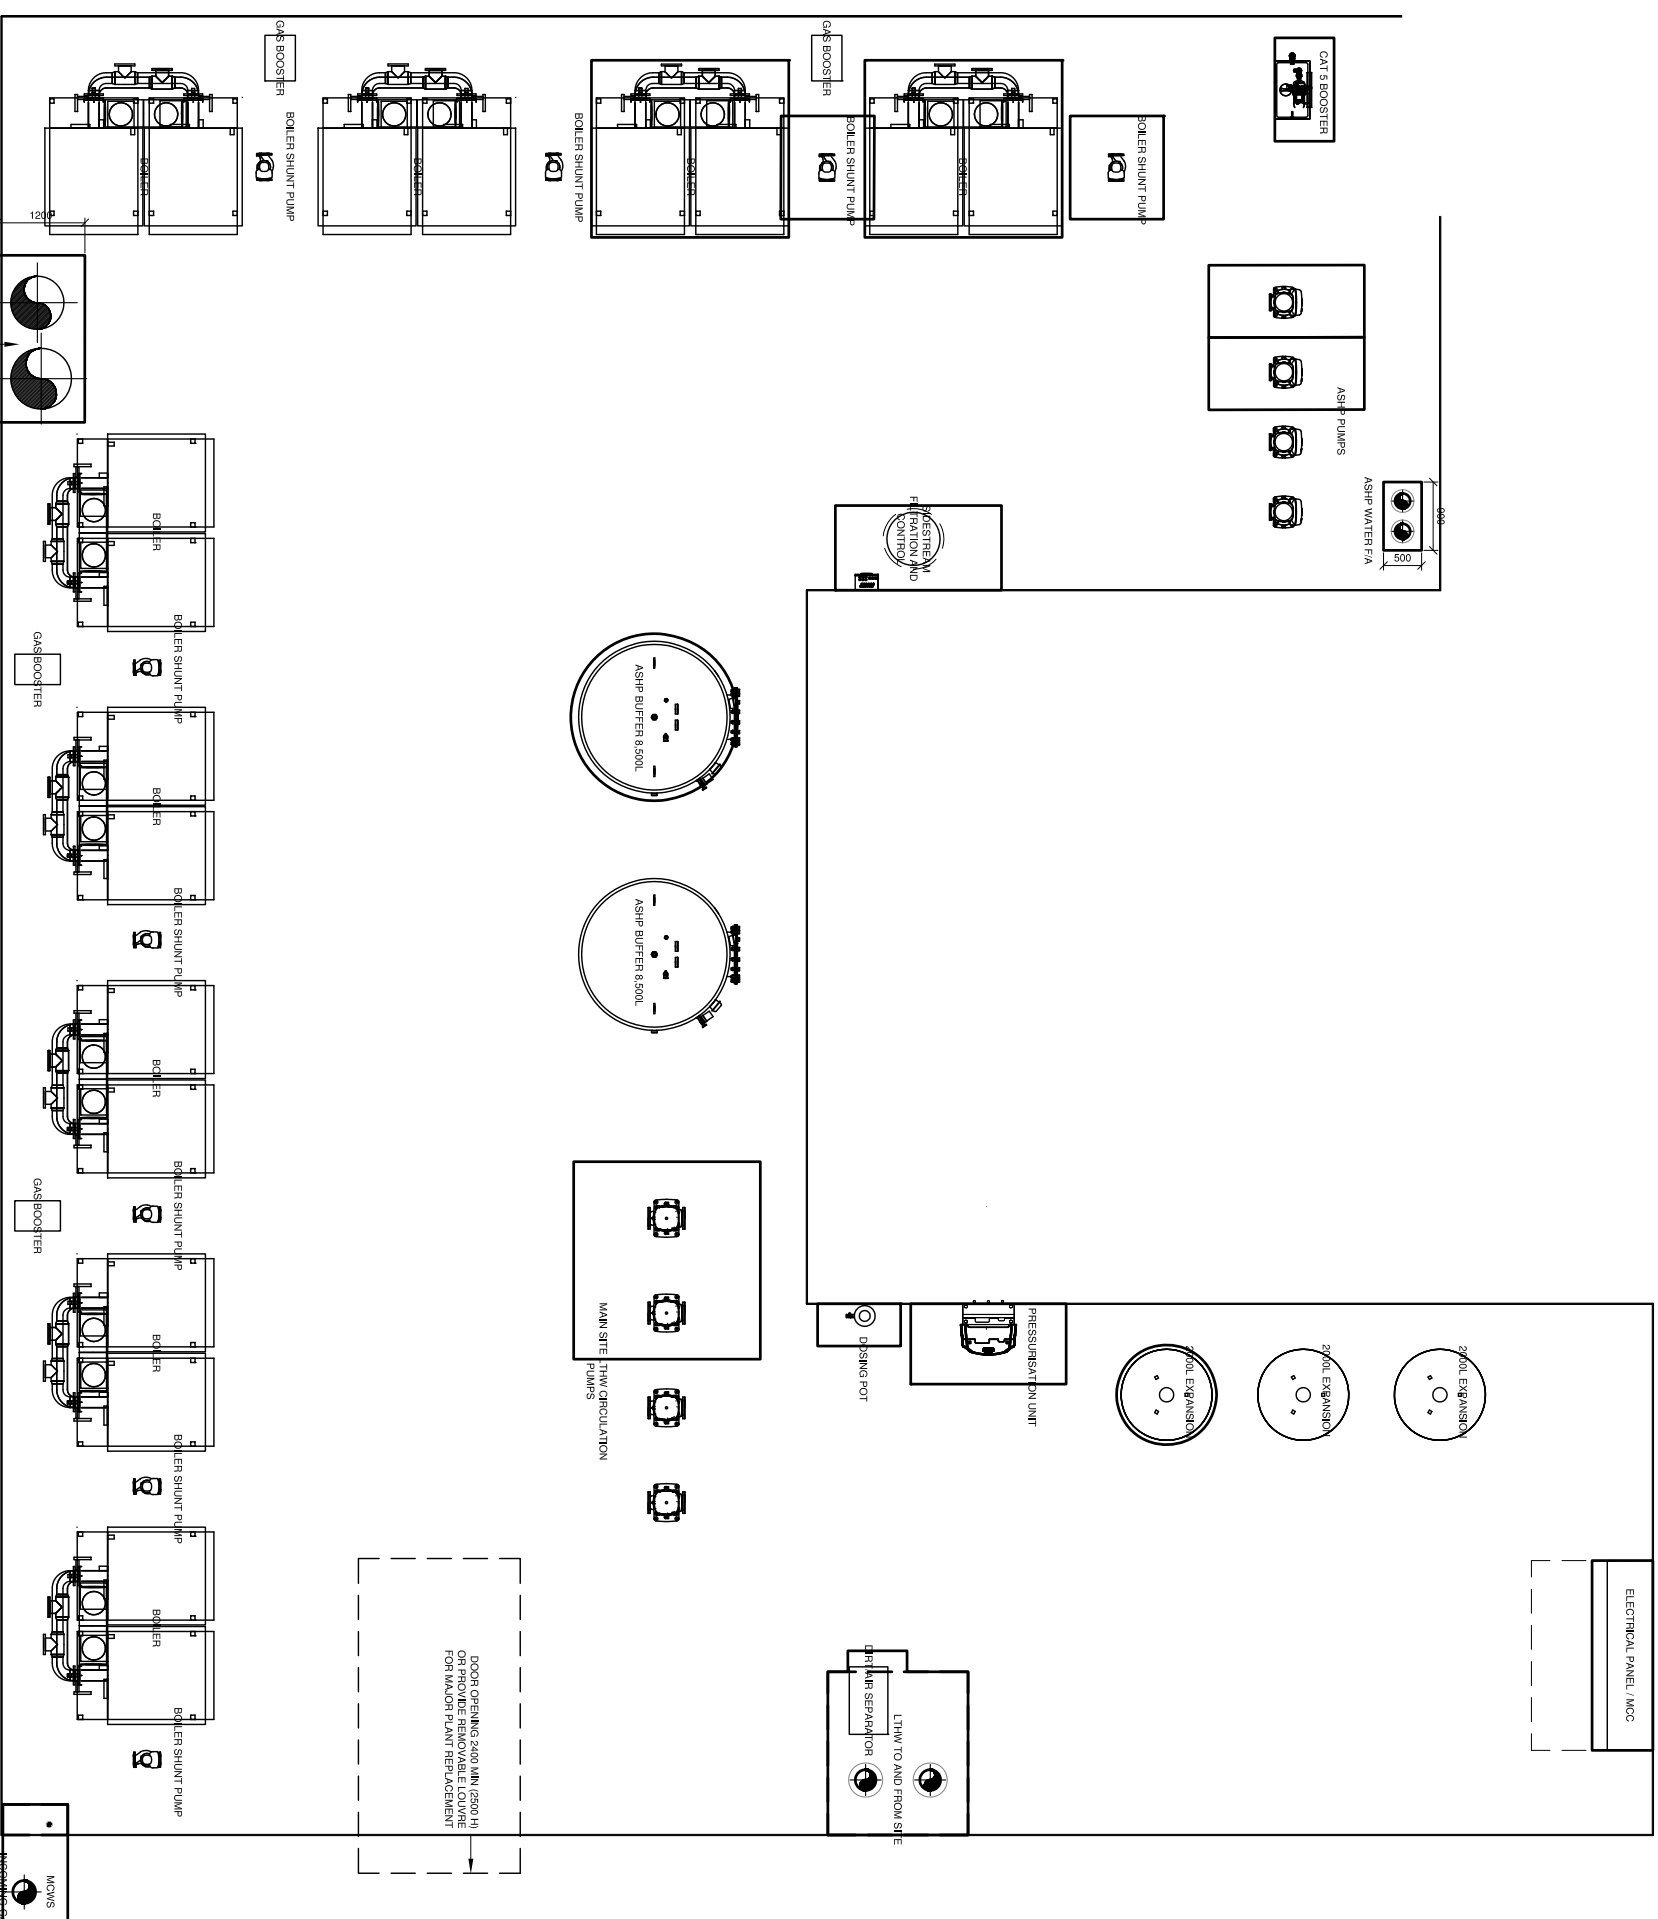 GAS BOOSTER
GAS BOOSTER
CAT 5 BOOSTER
BOILER SHUNT PUMP
BOILER SHUNT PUMP
BOILER SHUNT PUMP
BOILER SHUNT PUMP
BOILER
BOILER
BOILER
BOILER
1200
ASHP PUMPS
ASHP WATER F/A
900
500
SIDESTREAM
FILTRATION AND
CONTROL
BOILER
BOILER SHUNT PUMP
GAS BOOSTER
ASHP BUFFER 8,500L
BOILER
BOILER SHUNT PUMP
ASHP BUFFER 8,500L
BOILER
BOILER SHUNT PUMP
GAS BOOSTER
MAIN SITE LTHW CIRCULATION
PUMPS
DOSING POT
PRESSURISATION UNIT
2000L EXPANSION
2000L EXPANSION
2000L EXPANSION
BOILER
BOILER SHUNT PUMP
BOILER
BOILER SHUNT PUMP
DOOR OPENING 2400 MIN (2500 H)
OR PROVIDE REMOVABLE LOUVRE
FOR MAJOR PLANT REPLACEMENT
DIRT/AIR SEPARATOR
LTHW TO AND FROM SITE
ELECTRICAL PANEL / MCC
MCWS
INCOMING